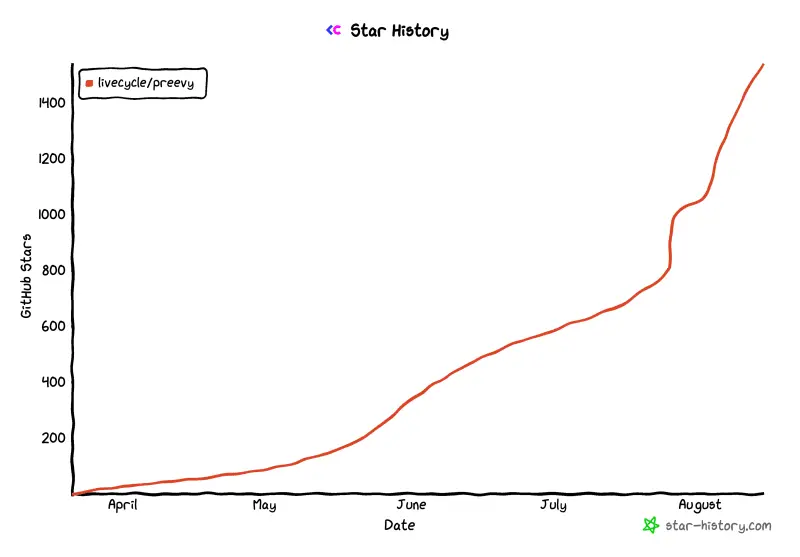 Star History
livecycle/preevy
1400
1200
1000
800
600
400
200
GitHub Stars
April May June July August
Date
star-history.com